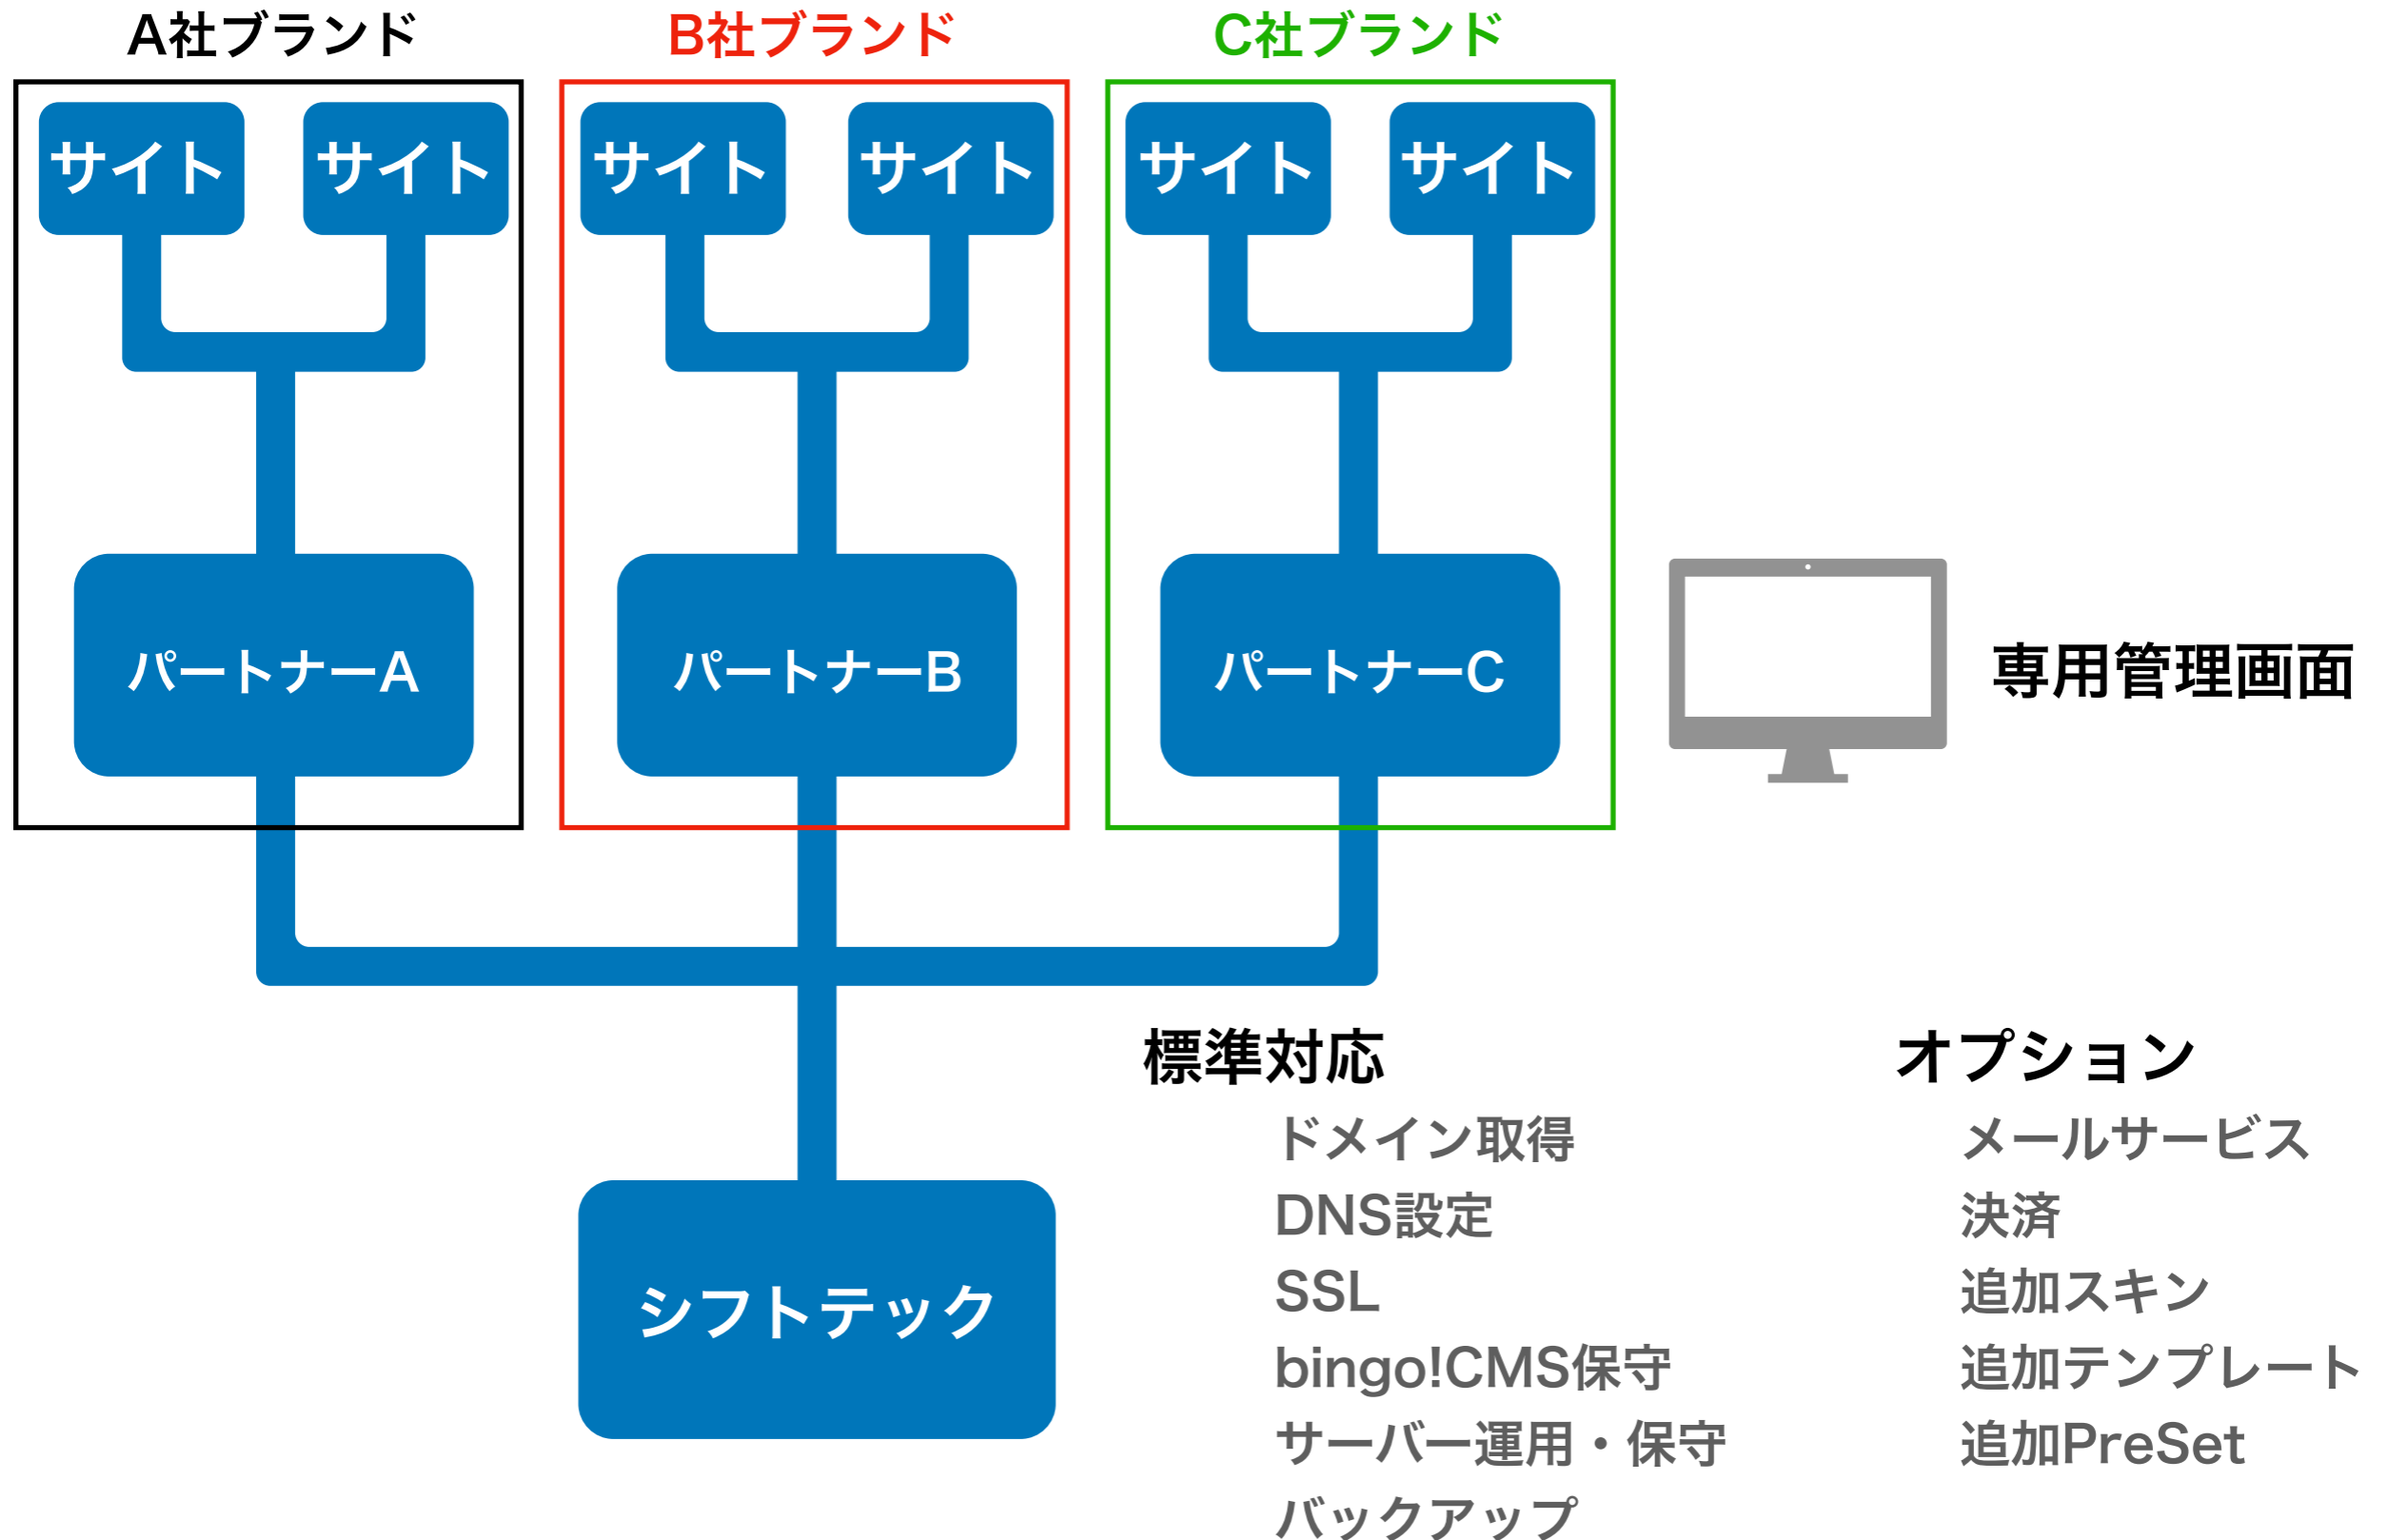 A社ブランド
B社ブランド
C社ブランド
サイト
サイト
サイト
サイト
サイト
サイト
パートナーA
パートナーB
パートナーC
専用管理画面
シフトテック
標準対応
ドメイン取得
DNS設定
SSL
bingo!CMS保守
サーバー運用・保守
バックアップ
オプション
メールサービス
決済
追加スキン
追加テンプレート
追加PreSet